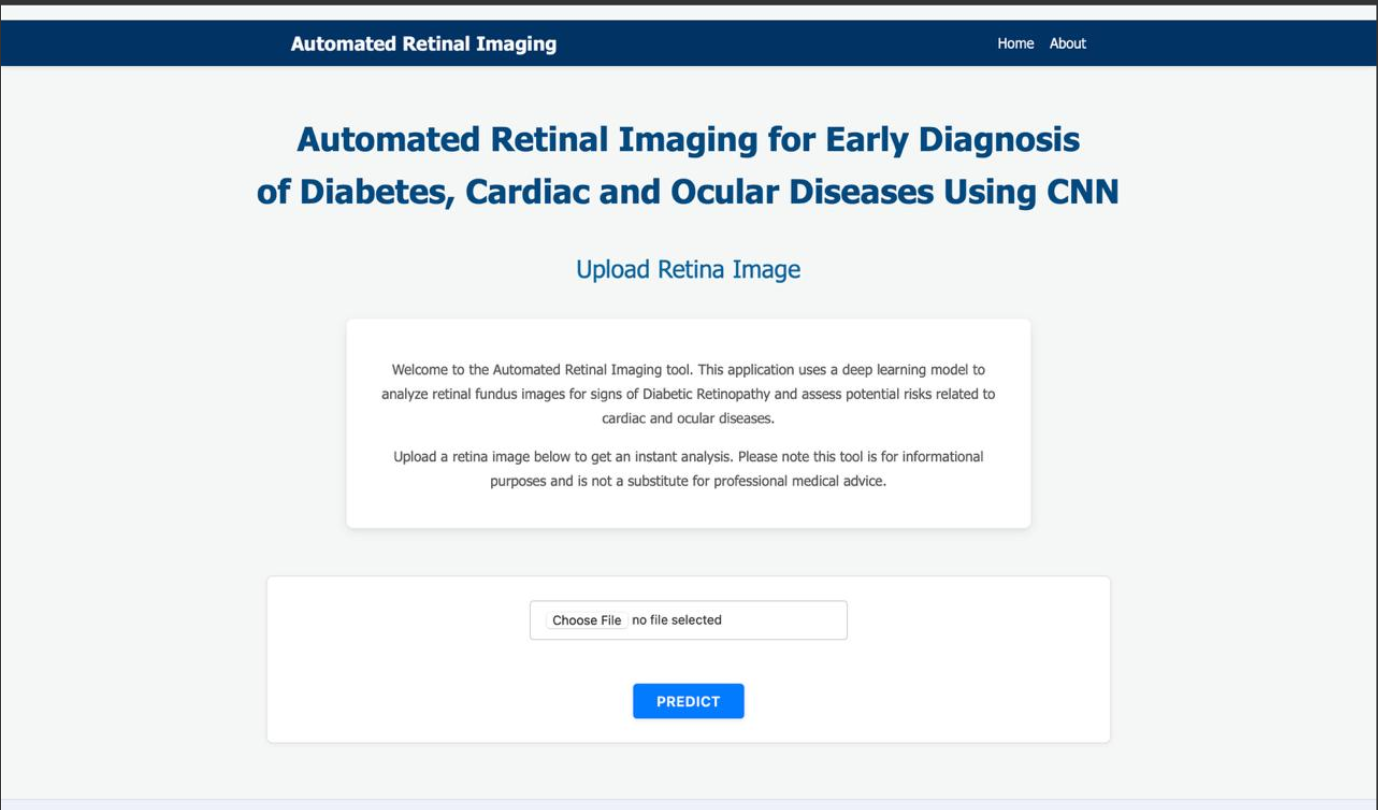 Automated Retinal Imaging
Home About
Automated Retinal Imaging for Early Diagnosis
of Diabetes, Cardiac and Ocular Diseases Using CNN
Upload Retina Image
Welcome to the Automated Retinal Imaging tool. This application uses a deep learning model to
analyze retinal fundus images for signs of Diabetic Retinopathy and assess potential risks related to
cardiac and ocular diseases.
Upload a retina image below to get an instant analysis. Please note this tool is for informational
purposes and is not a substitute for professional medical advice.
Choose File no file selected
PREDICT